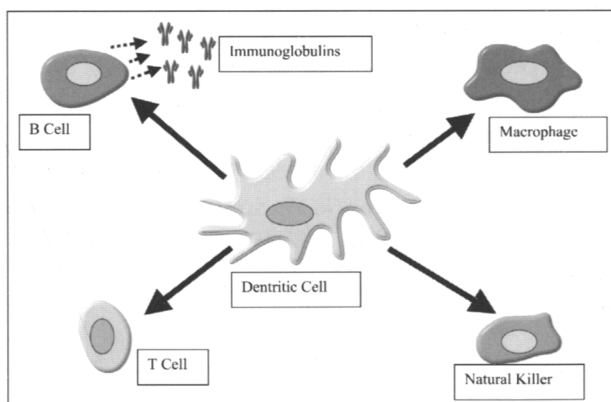 Immunoglobulins
B Cell
Macrophage
Dentritic Cell
T Cell
Natural Killer